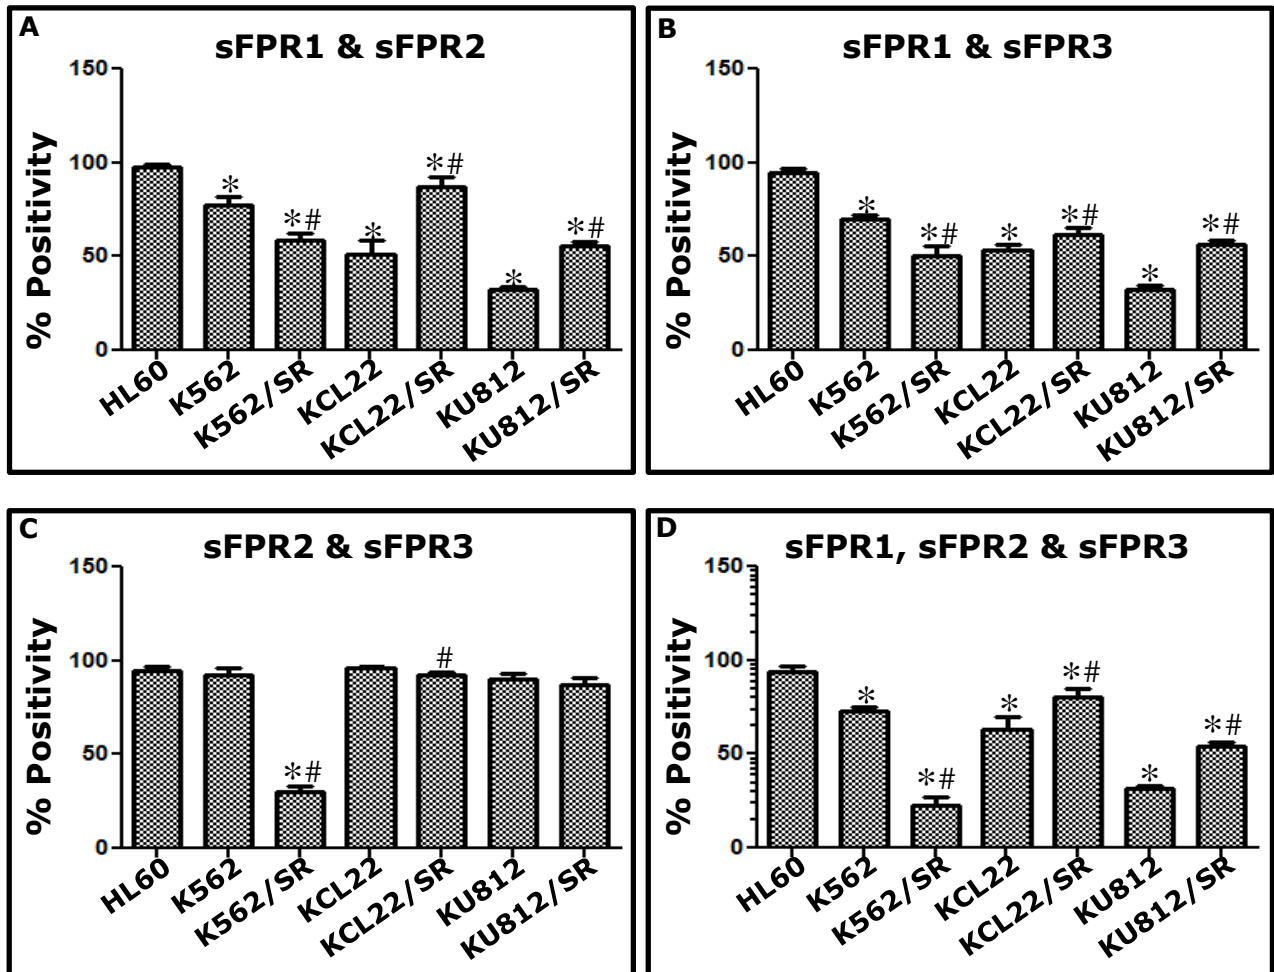 A
sFPR1 & sFPR2
% Positivity
150
100
50
0
*
*#
*
*#
*
*#
HL60
K562
K562/SR
KCL22
KCL22/SR
KU812
KU812/SR
B
sFPR1 & sFPR3
% Positivity
150
100
50
0
*
*#
*
*#
*
*#
HL60
K562
K562/SR
KCL22
KCL22/SR
KU812
KU812/SR
C
sFPR2 & sFPR3
% Positivity
150
100
50
0
*#
#
HL60
K562
K562/SR
KCL22
KCL22/SR
KU812
KU812/SR
D
sFPR1, sFPR2 & sFPR3
% Positivity
150
100
50
0
*
*#
*
*#
*
*#
HL60
K562
K562/SR
KCL22
KCL22/SR
KU812
KU812/SR